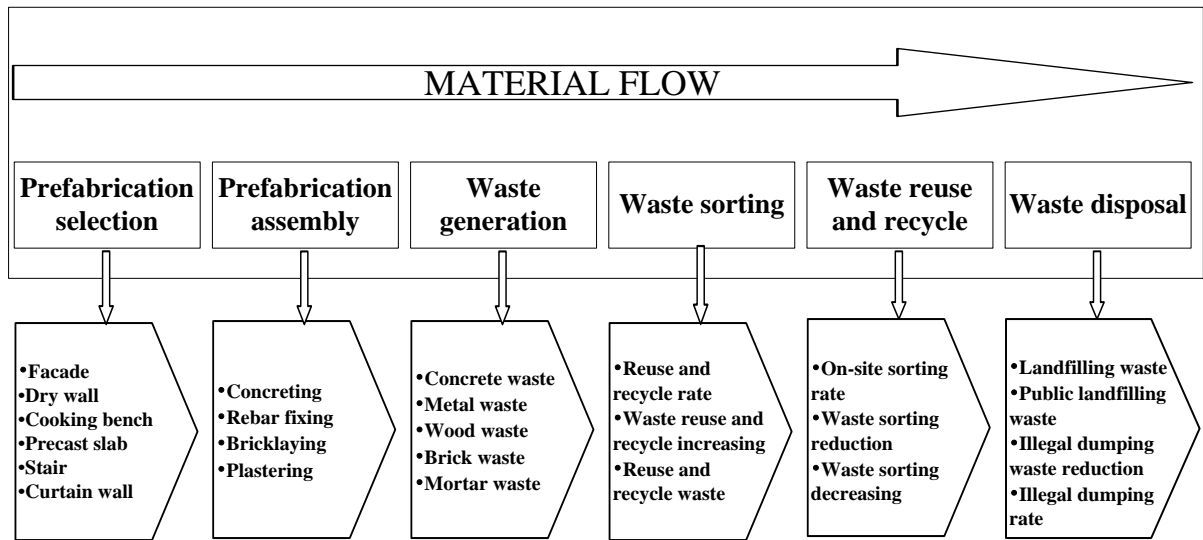 MATERIAL FLOW
Prefabrication
selection
Prefabrication
assembly
Waste
generation
Waste sorting
Waste reuse
and recycle
Waste disposal
•Facade
•Dry wall
•Cooking bench
•Precast slab
•Stair
•Curtain wall
•Concreting
•Rebar fixing
•Bricklaying
•Plastering
•Concrete waste
•Metal waste
•Wood waste
•Brick waste
•Mortar waste
•Reuse and
recycle rate
•Waste reuse and
recycle increasing
•Reuse and
recycle waste
•On-site sorting
rate
•Waste sorting
reduction
•Waste sorting
decreasing
•Landfilling waste
•Public landfilling
waste
•Illegal dumping
waste reduction
•Illegal dumping
rate